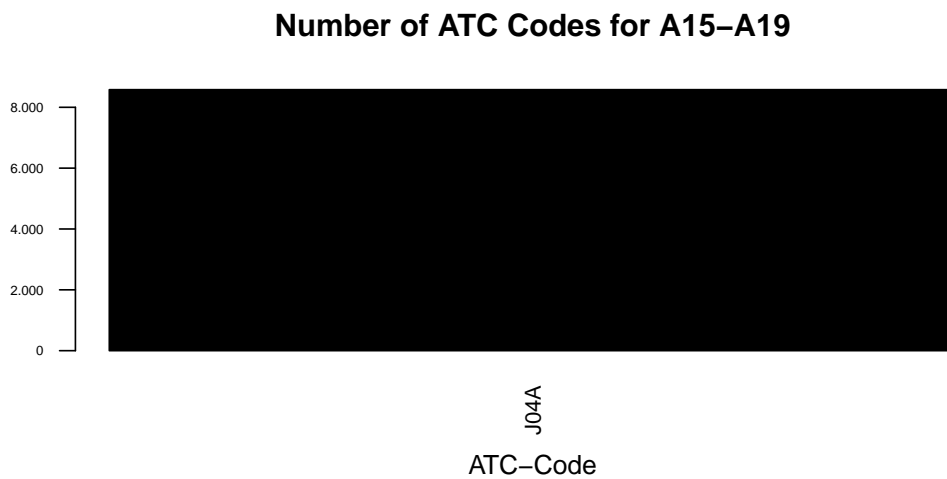 Number of ATC Codes for A15−A19
8.000
6.000
4.000
2.000
0
J04A
ATC−Code